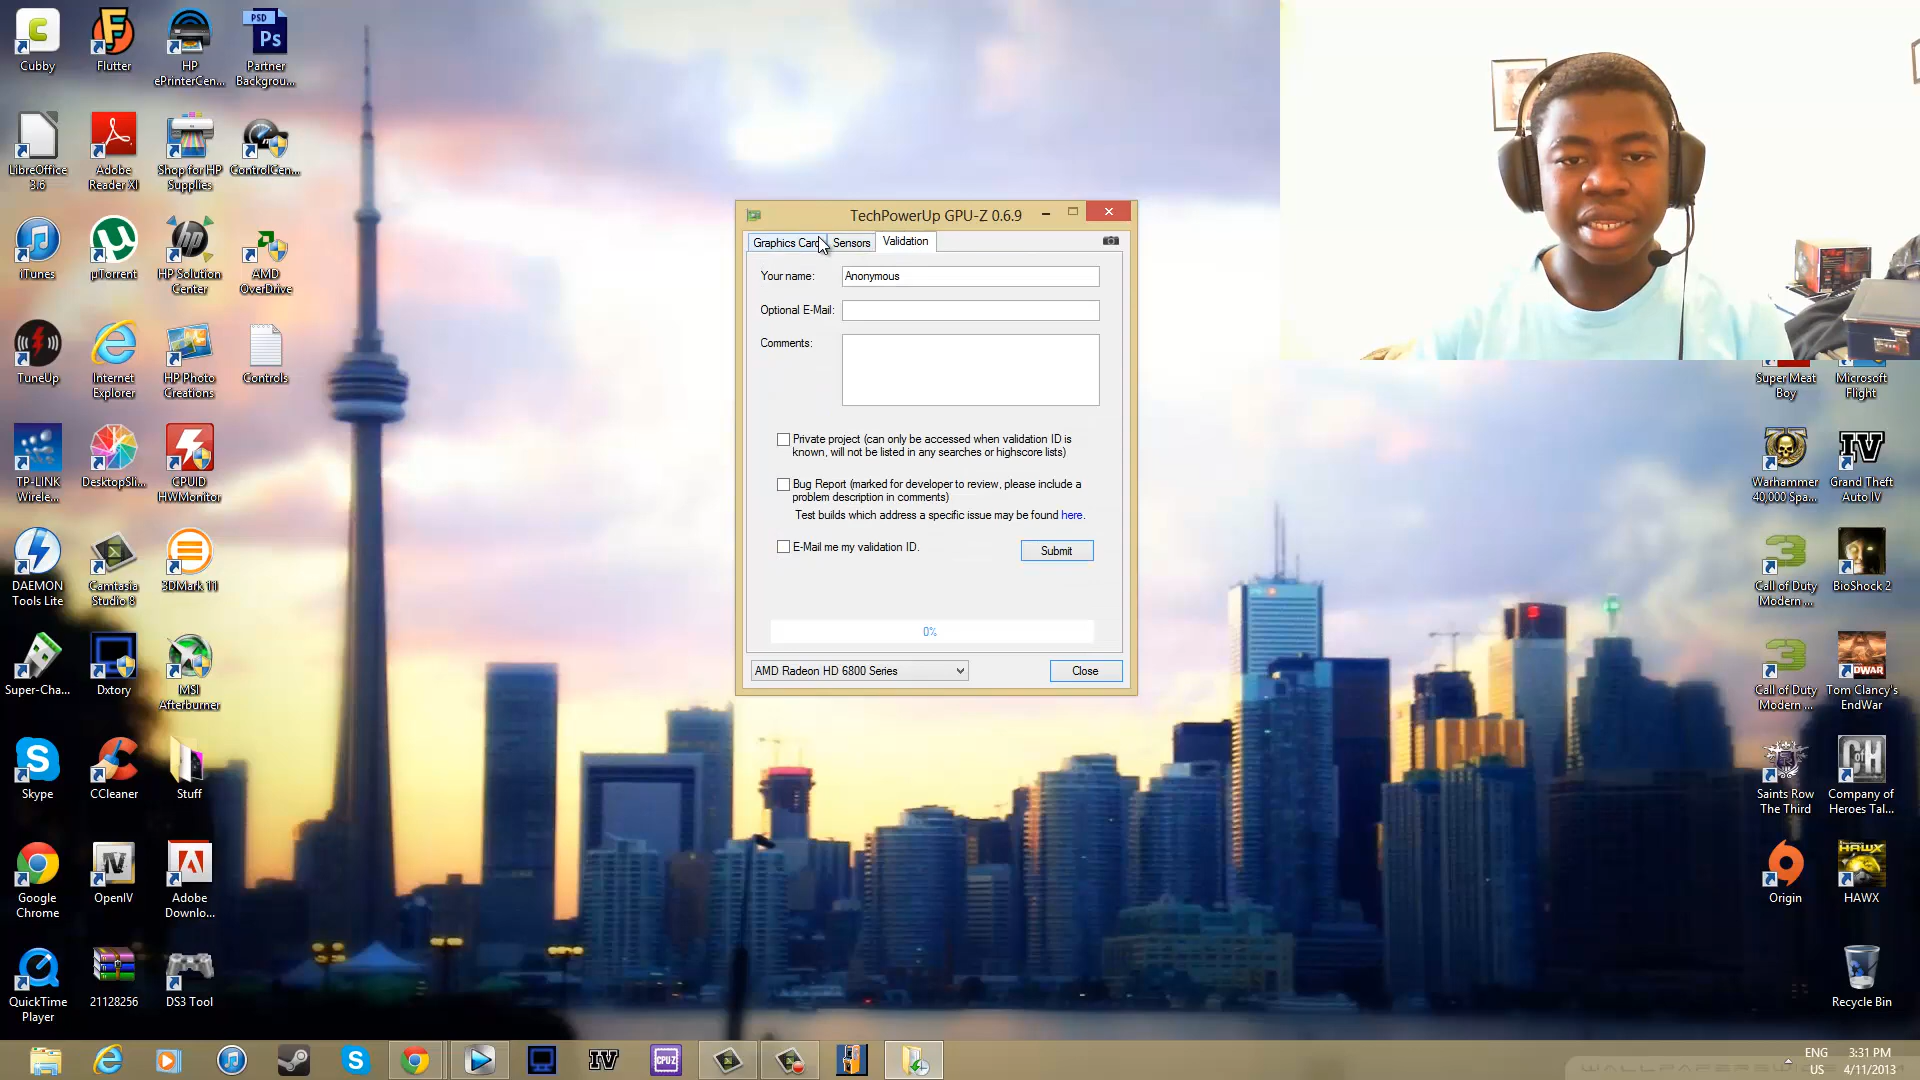 Cubby
Flutter
HP
ePrinterCen...
PSD
Ps
Partner
Backgrou...
LibreOffice
3.6
Adobe
Reader XI
Shop for HP
Supplies
ControlCen...
iTunes
µTorrent
HP Solution
Center
AMD
OverDrive
TuneUp
Internet
Explorer
HP Photo
Creations
Controls
TP-LINK
Wirele...
DesktopSli...
CPUID
HWMonitor
DAEMON
Tools Lite
Camtasia
Studio 8
3DMark 11
Super-Cha...
Dxtory
MSI
Afterburner
Skype
CCleaner
Stuff
Google
Chrome
OpenIV
Adobe
Downlo...
QuickTime
Player
21128256
DS3 Tool
TechPowerUp GPU-Z 0.6.9
Graphics Card Sensors Validation
Your name: Anonymous
Optional E-Mail:
Comments:
Private project (can only be accessed when validation ID is
known, will not be listed in any searches or highscore lists)
Bug Report (marked for developer to review, please include a
problem description in comments)
Test builds which address a specific issue may be found here.
E-Mail me my validation ID.
Submit
0%
AMD Radeon HD 6800 Series
Close
Super Meat
Boy
Microsoft
Flight
Warhammer
40,000 Spa...
IV
Grand Theft
Auto IV
3
Call of Duty
Modern ...
BioShock 2
3
Call of Duty
Modern ...
Tom Clancy's
EndWar
Saints Row
The Third
Company of
Heroes Tal...
Origin
HAWX
HAWX
Recycle Bin
IV
CPU-Z
ENG
US
3:31 PM
4/11/2013